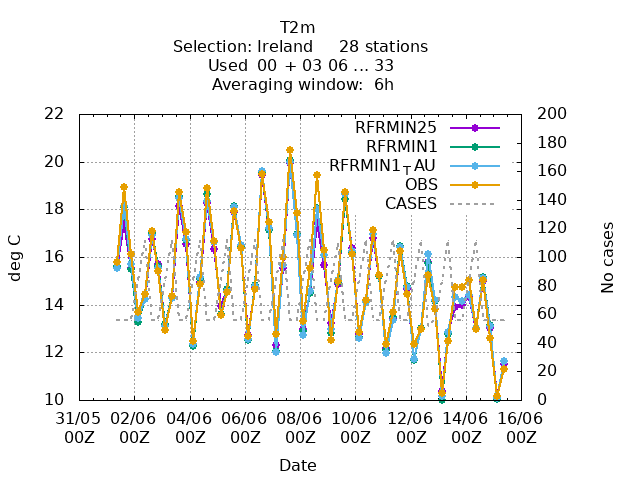 T2m
Selection: Ireland 28 stations
Used 00 + 03 06 ... 33
Averaging window: 6h
RFRMIN25
RFRMIN1
RFRMIN1_TAU
OBS
CASES
deg C
No cases
22
20
18
16
14
12
10
200
180
160
140
120
100
80
60
40
20
0
31/05 02/06 04/06 06/06 08/06 10/06 12/06 14/06 16/06
00Z 00Z 00Z 00Z 00Z 00Z 00Z 00Z 00Z
Date